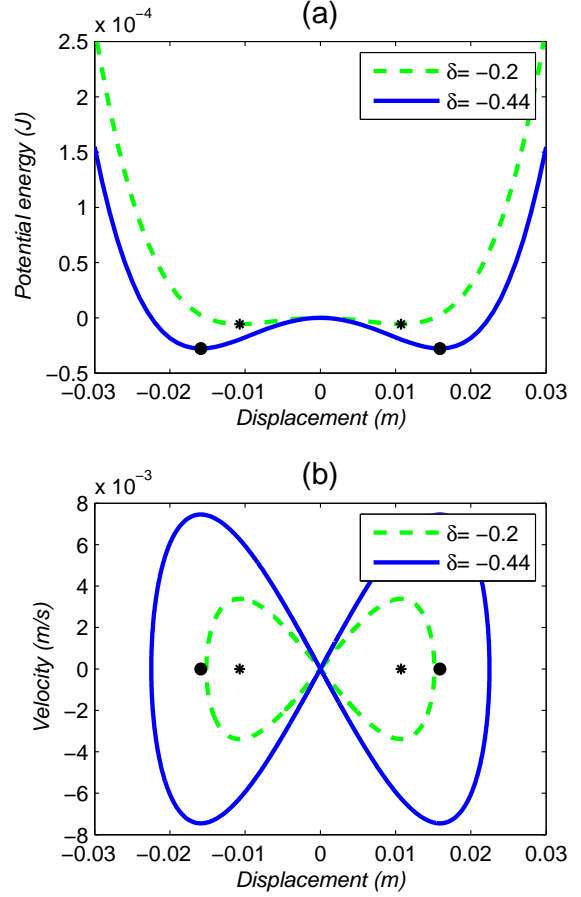 (a)
x 10⁻⁴
2.5
2
1.5
1
0.5
0
−0.5
Potential energy (J)
δ= −0.2
δ= −0.44
−0.03 −0.02 −0.01 0 0.01 0.02 0.03
Displacement (m)
(b)
x 10⁻³
8
6
4
2
0
−2
−4
−6
−8
Velocity (m/s)
δ= −0.2
δ= −0.44
−0.03 −0.02 −0.01 0 0.01 0.02 0.03
Displacement (m)